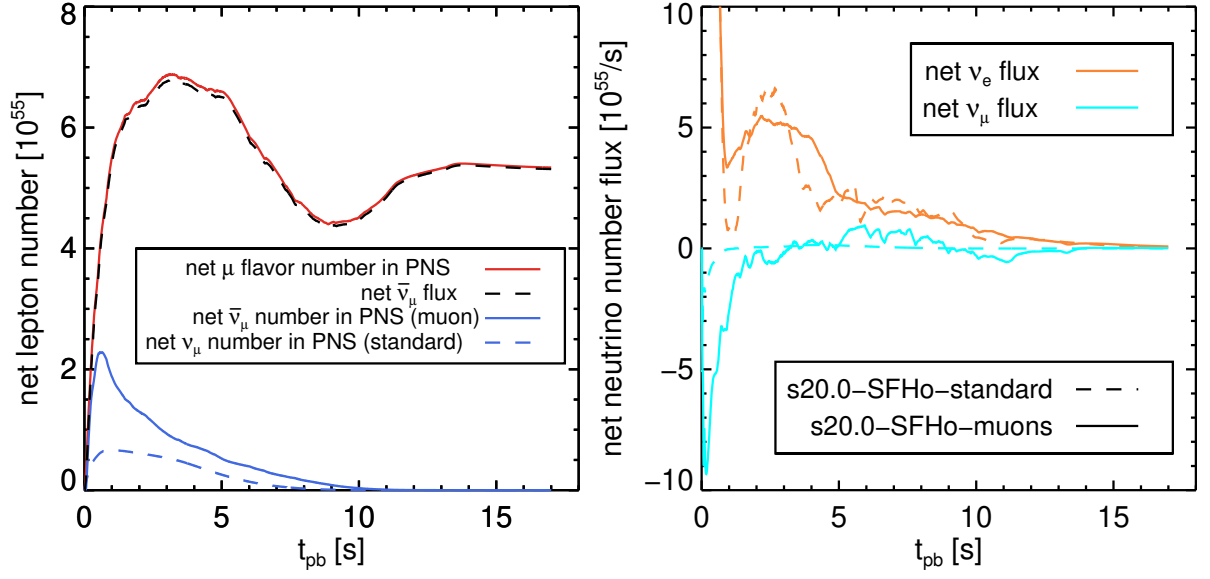 net lepton number [10^55]
8
6
4
2
0
net μ flavor number in PNS
net ν̅_μ flux
net ν̅_μ number in PNS (muon)
net ν_μ number in PNS (standard)
0
5
10
15
t_pb [s]
net neutrino number flux [10^55/s]
10
5
0
−5
−10
net ν_e flux
net ν_μ flux
s20.0−SFHo−standard
s20.0−SFHo−muons
0
5
10
15
t_pb [s]